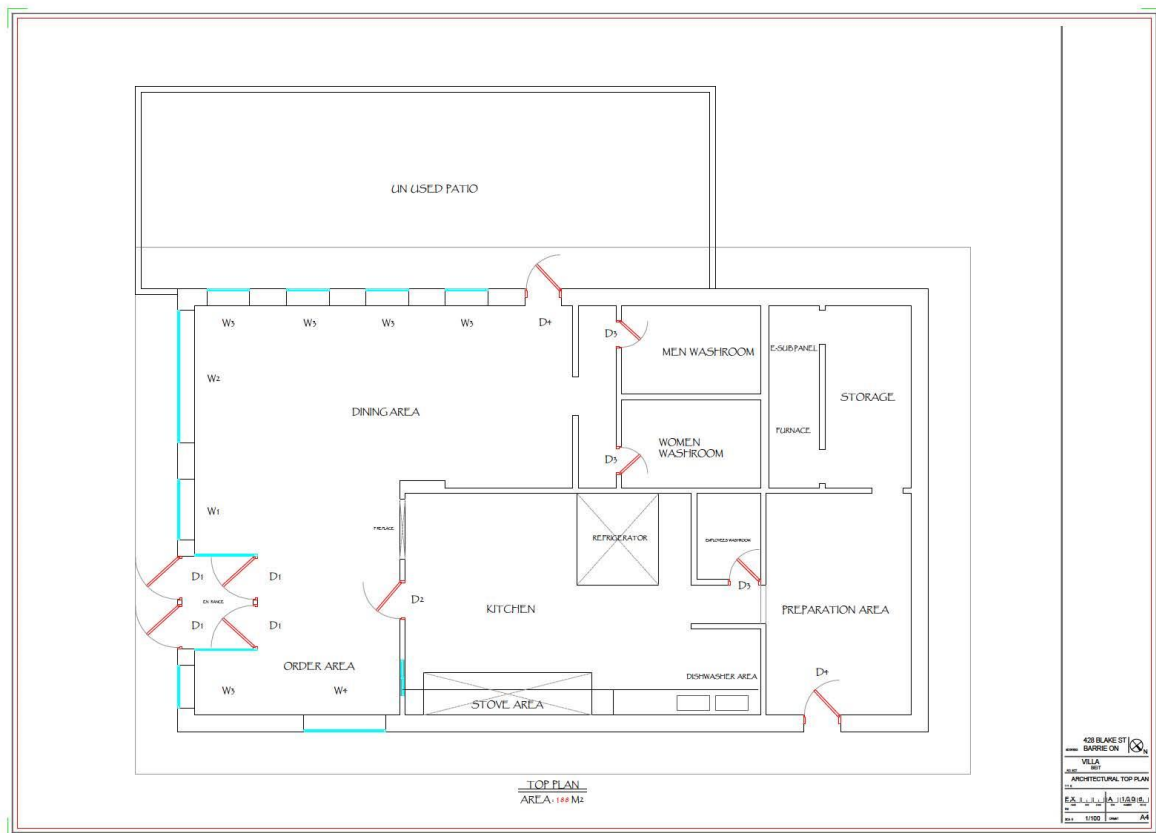 UN USED PATIO
W3 W3 W3 W3 D4
D3 MEN WASHROOM E-SUB PANEL
W2
STORAGE
DINING AREA
FURNACE
WOMEN
WASHROOM
D3
W1
FIREPLACE REFRIGERATOR EMPLOYEES WASHROOM
D1 D1
D3
D2
KITCHEN PREPARATION AREA
D1 D1
ORDER AREA
DISHWASHER AREA D4
W3 W4
STOVE AREA
TOP PLAN
AREA : 188 M2
428 BLAKE ST
BARRIE ON
N
VILLA
ARCHITECTURAL TOP PLAN
1/100 A4